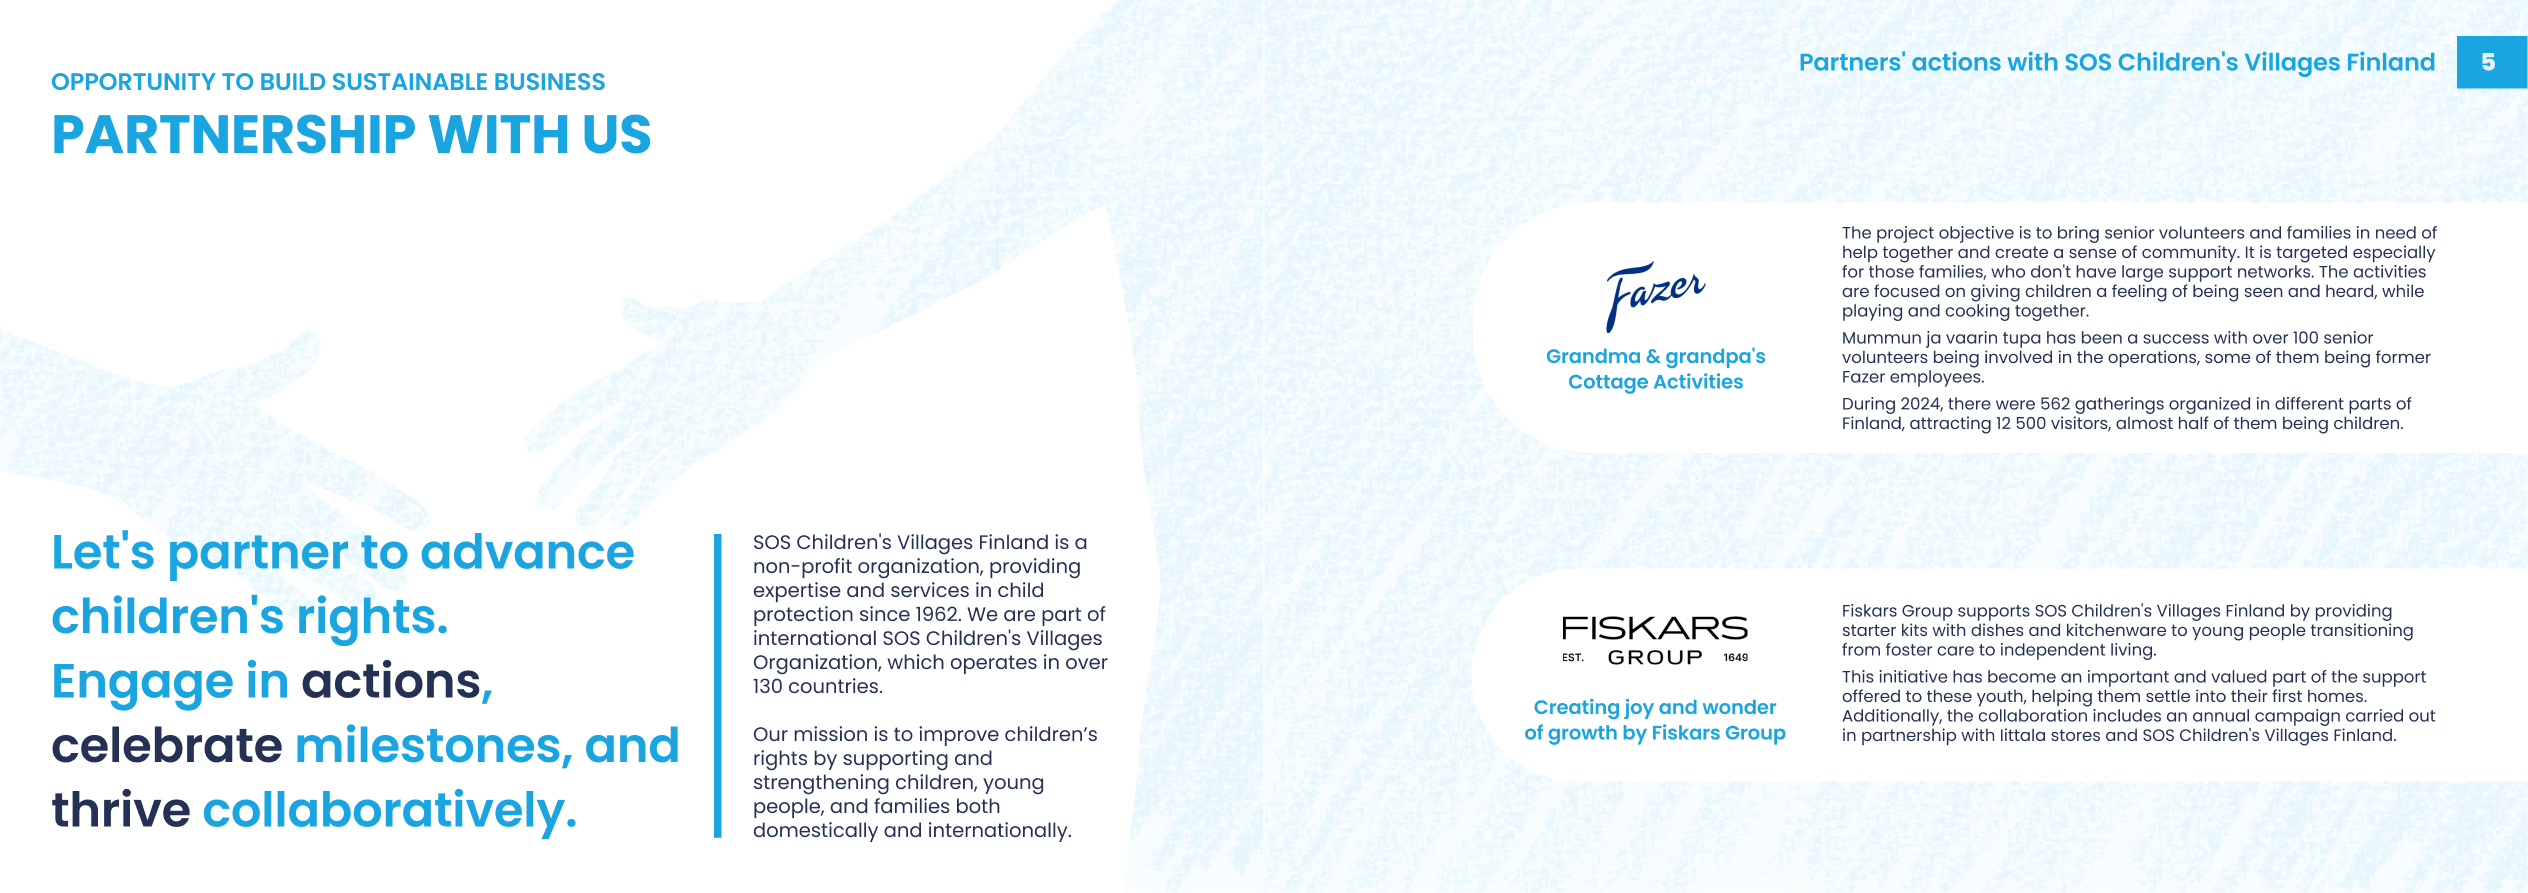 OPPORTUNITY TO BUILD SUSTAINABLE BUSINESS
PARTNERSHIP WITH US
Let's partner to advance
children's rights.
Engage in actions,
celebrate milestones, and
thrive collaboratively.
SOS Children's Villages Finland is a
non-profit organization, providing
expertise and services in child
protection since 1962. We are part of
international SOS Children's Villages
Organization, which operates in over
130 countries.
Our mission is to improve children’s
rights by supporting and
strengthening children, young
people, and families both
domestically and internationally.
Partners' actions with SOS Children's Villages Finland
5
Fazer
Grandma & grandpa's
Cottage Activities
The project objective is to bring senior volunteers and families in need of
help together and create a sense of community. It is targeted especially
for those families, who don't have large support networks. The activities
are focused on giving children a feeling of being seen and heard, while
playing and cooking together.
Mummun ja vaarin tupa has been a success with over 100 senior
volunteers being involved in the operations, some of them being former
Fazer employees.
During 2024, there were 562 gatherings organized in different parts of
Finland, attracting 12 500 visitors, almost half of them being children.
FISKARS
EST. GROUP 1649
Creating joy and wonder
of growth by Fiskars Group
Fiskars Group supports SOS Children's Villages Finland by providing
starter kits with dishes and kitchenware to young people transitioning
from foster care to independent living.
This initiative has become an important and valued part of the support
offered to these youth, helping them settle into their first homes.
Additionally, the collaboration includes an annual campaign carried out
in partnership with Iittala stores and SOS Children's Villages Finland.